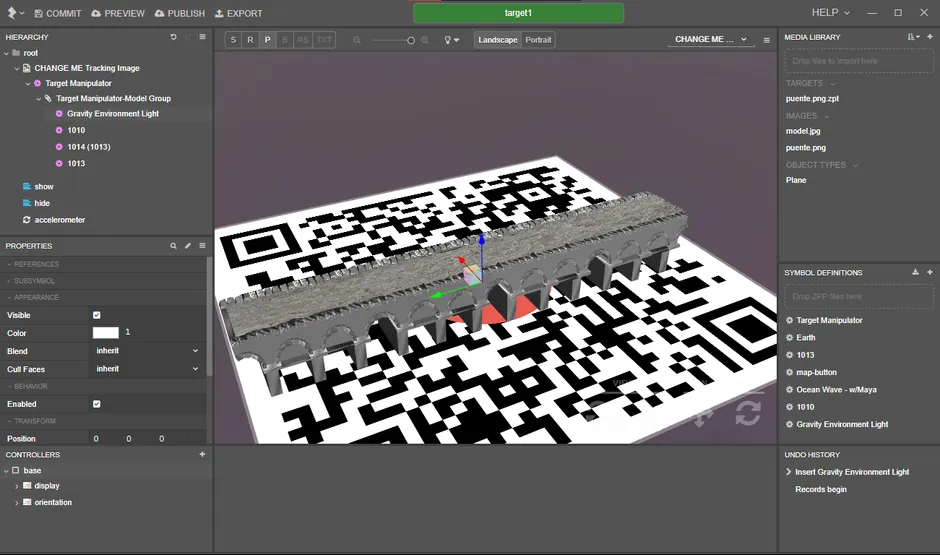 COMMIT
PREVIEW
PUBLISH
EXPORT
target1
HELP
HIERARCHY
root
CHANGE ME Tracking Image
Target Manipulator
Target Manipulator-Model Group
Gravity Environment Light
1010
1014 (1013)
1013
show
hide
accelerometer
PROPERTIES
REFERENCES
SUBSYMBOL
APPEARANCE
Visible
Color 1
Blend inherit
Cull Faces inherit
BEHAVIOR
Enabled
TRANSFORM
Position 0 0 0
CONTROLLERS
base
display
orientation
S R P B RS TXT
Landscape Portrait
CHANGE ME ...
MEDIA LIBRARY
Drop files to import here
TARGETS
puente.png.zpt
IMAGES
model.jpg
puente.png
OBJECT TYPES
Plane
SYMBOL DEFINITIONS
Drop ZPP files here
Target Manipulator
Earth
1013
map-button
Ocean Wave - w/Maya
1010
Gravity Environment Light
UNDO HISTORY
Insert Gravity Environment Light
Records begin